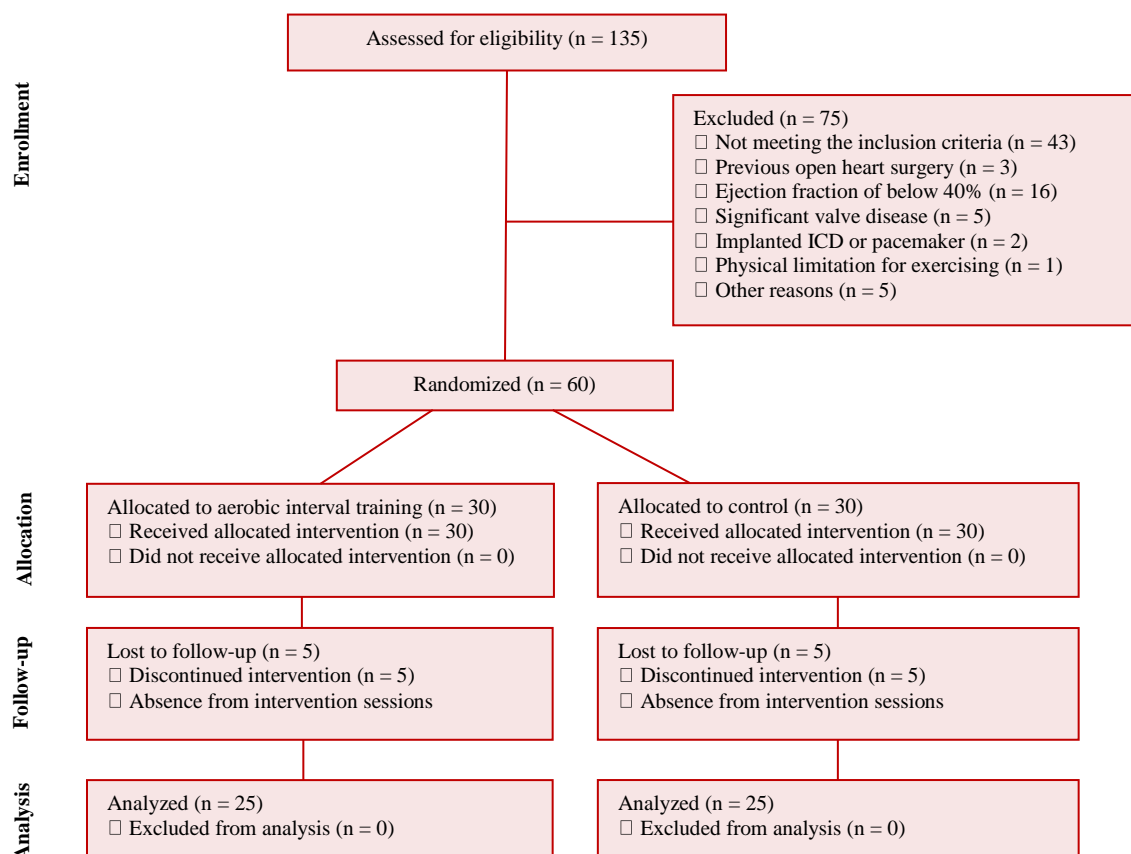 Assessed for eligibility (n = 135)
Enrollment
Excluded (n = 75)
□ Not meeting the inclusion criteria (n = 43)
□ Previous open heart surgery (n = 3)
□ Ejection fraction of below 40% (n = 16)
□ Significant valve disease (n = 5)
□ Implanted ICD or pacemaker (n = 2)
□ Physical limitation for exercising (n = 1)
□ Other reasons (n = 5)
Randomized (n = 60)
Allocation
Allocated to aerobic interval training (n = 30)
□ Received allocated intervention (n = 30)
□ Did not receive allocated intervention (n = 0)
Allocated to control (n = 30)
□ Received allocated intervention (n = 30)
□ Did not receive allocated intervention (n = 0)
Follow-up
Lost to follow-up (n = 5)
□ Discontinued intervention (n = 5)
□ Absence from intervention sessions
Lost to follow-up (n = 5)
□ Discontinued intervention (n = 5)
□ Absence from intervention sessions
Analysis
Analyzed (n = 25)
□ Excluded from analysis (n = 0)
Analyzed (n = 25)
□ Excluded from analysis (n = 0)